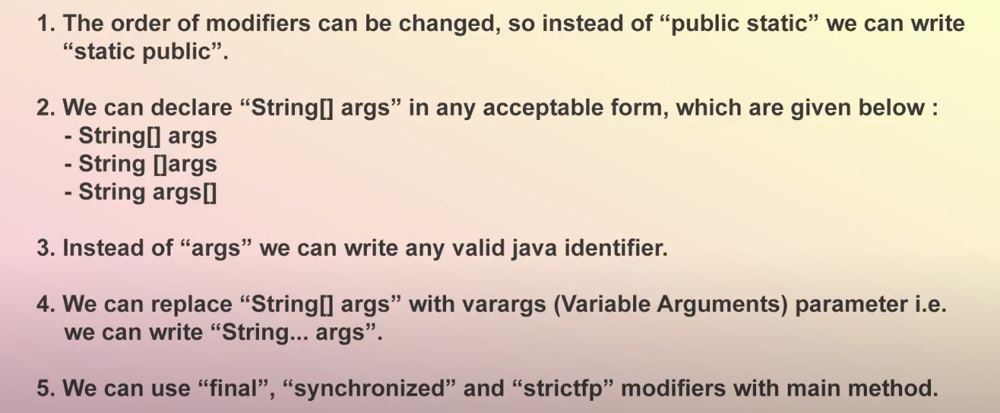 1. The order of modifiers can be changed, so instead of “public static” we can write
“static public”.
2. We can declare “String[] args” in any acceptable form, which are given below :
- String[] args
- String []args
- String args[]
3. Instead of “args” we can write any valid java identifier.
4. We can replace “String[] args” with varargs (Variable Arguments) parameter i.e.
we can write “String... args”.
5. We can use “final”, “synchronized” and “strictfp” modifiers with main method.